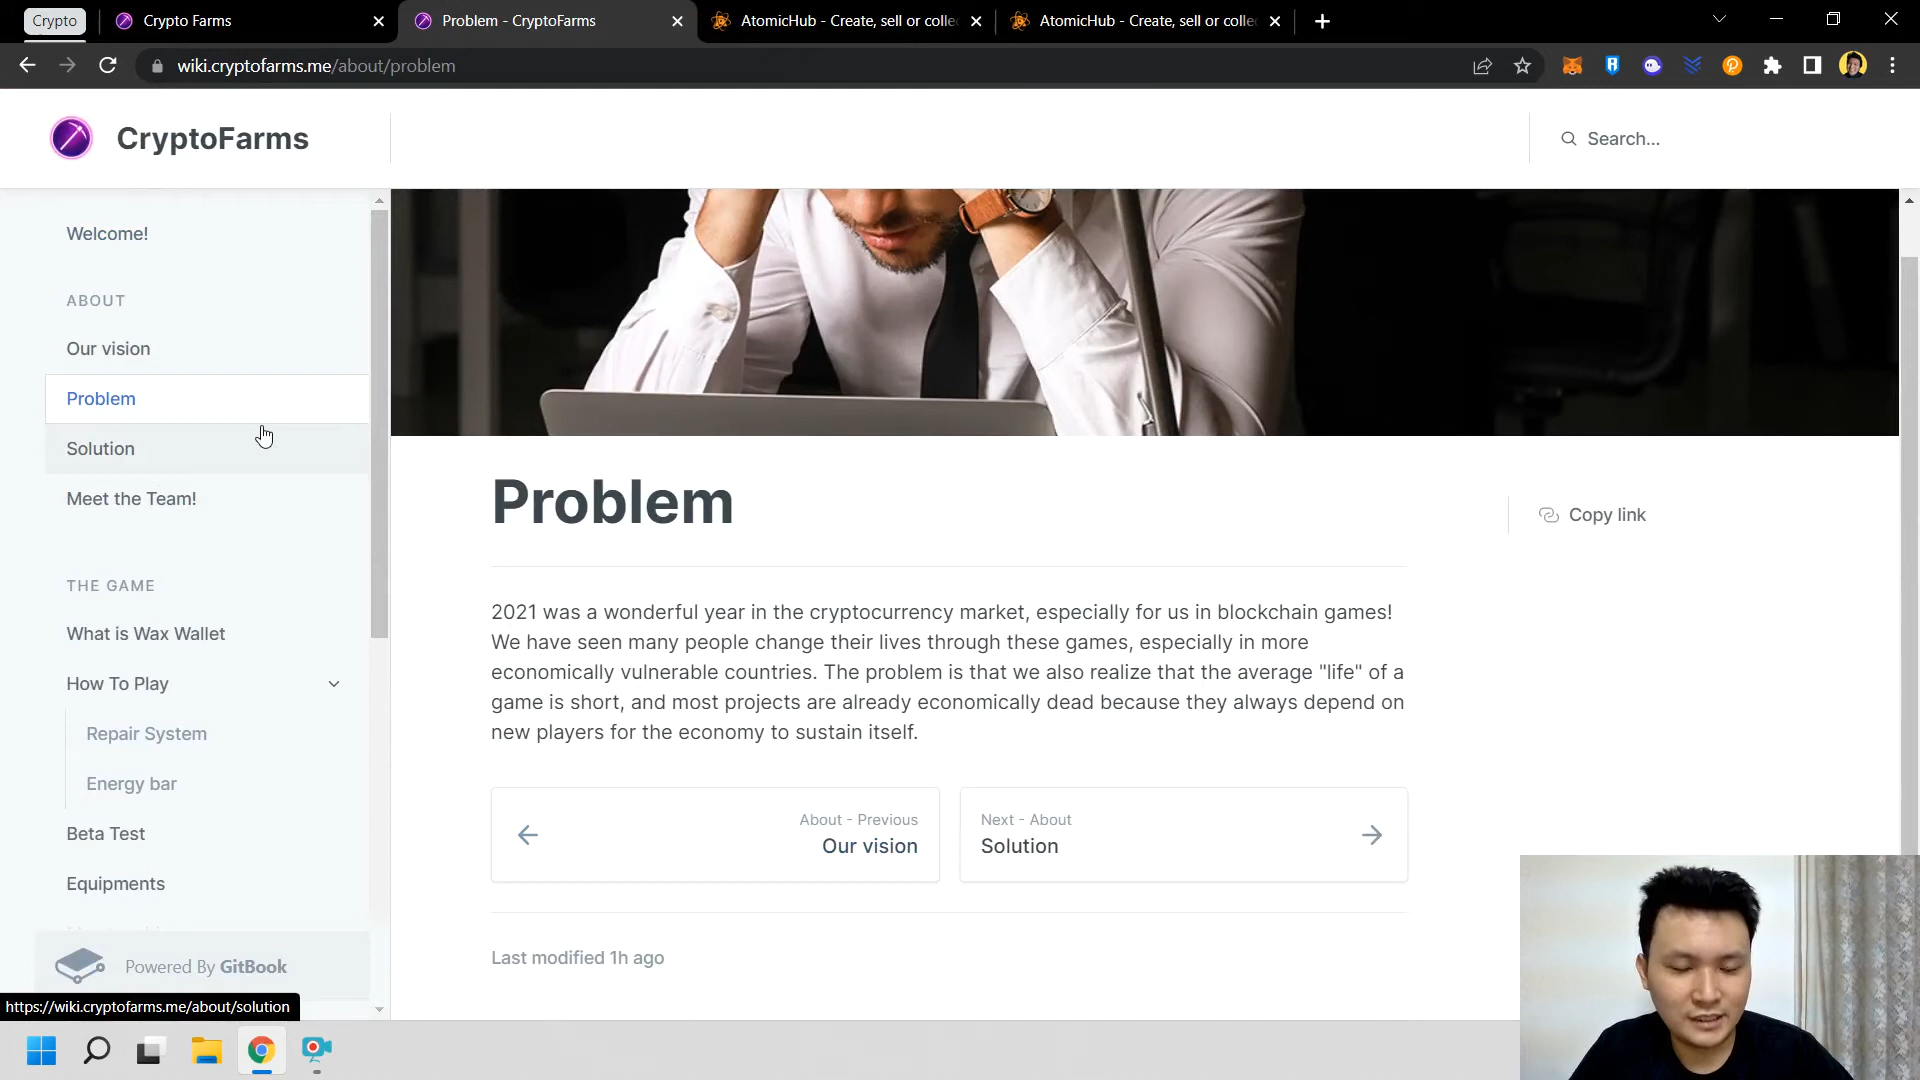 Crypto
Crypto Farms
Problem - CryptoFarms
AtomicHub - Create, sell or colle
AtomicHub - Create, sell or colle
wiki.cryptofarms.me/about/problem
CryptoFarms
Search...
Welcome!
ABOUT
Our vision
Problem
Solution
Meet the Team!
THE GAME
What is Wax Wallet
How To Play
Repair System
Energy bar
Beta Test
Equipments
Powered By GitBook
https://wiki.cryptofarms.me/about/solution
Problem
Copy link
2021 was a wonderful year in the cryptocurrency market, especially for us in blockchain games!
We have seen many people change their lives through these games, especially in more
economically vulnerable countries. The problem is that we also realize that the average "life" of a
game is short, and most projects are already economically dead because they always depend on
new players for the economy to sustain itself.
About - Previous
Our vision
Next - About
Solution
Last modified 1h ago